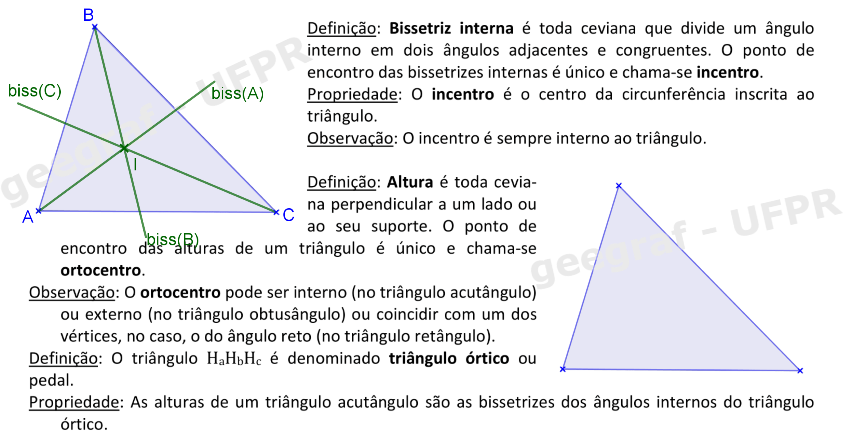 B
Definição: Bissetriz interna é toda ceviana que divide um ângulo
interno em dois ângulos adjacentes e congruentes. O ponto de
encontro das bissetrizes internas é único e chama-se incentro.
biss(C)
biss(A)
Propriedade: O incentro é o centro da circunferência inscrita ao
triângulo.
Observação: O incentro é sempre interno ao triângulo.
I
A
C
biss(B)
Definição: Altura é toda cevia-
na perpendicular a um lado ou
ao seu suporte. O ponto de
encontro das alturas de um triângulo é único e chama-se
ortocentro.
Observação: O ortocentro pode ser interno (no triângulo acutângulo)
ou externo (no triângulo obtusângulo) ou coincidir com um dos
vértices, no caso, o do ângulo reto (no triângulo retângulo).
Definição: O triângulo HaHbHc é denominado triângulo órtico ou
pedal.
Propriedade: As alturas de um triângulo acutângulo são as bissetrizes dos ângulos internos do triângulo
órtico.
geegraf - UFPR
geegraf - UFPR